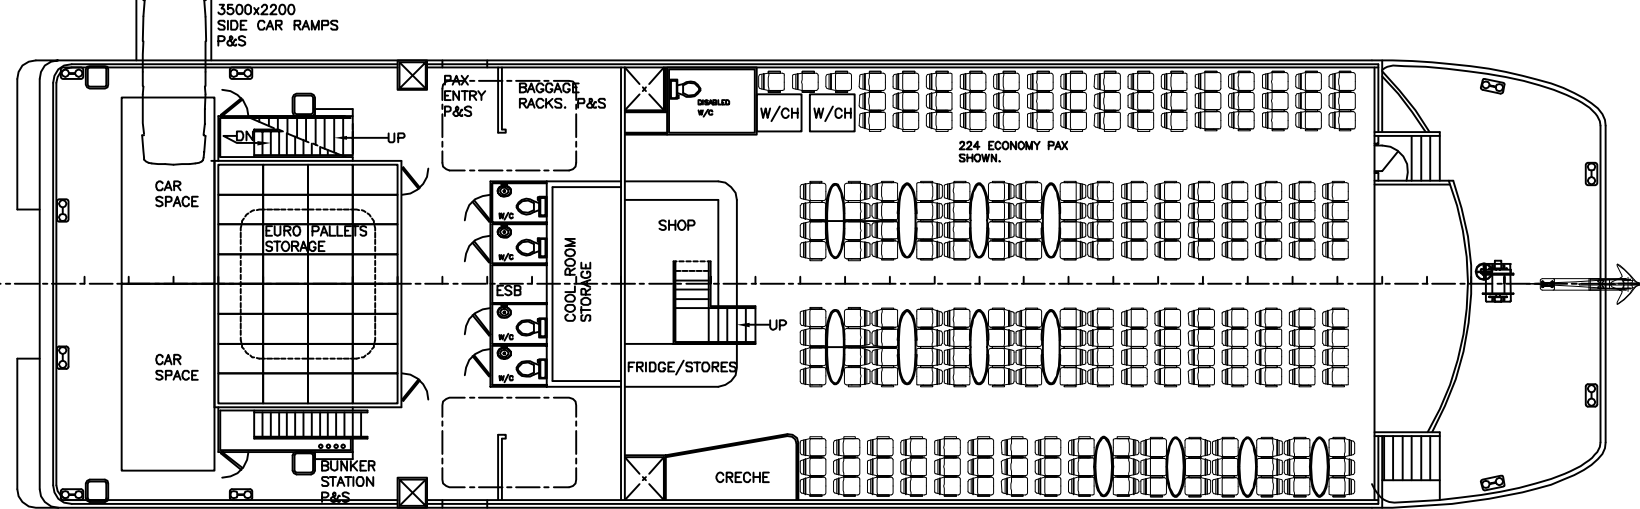 3500x2200
SIDE CAR RAMPS
P&S
PAX
ENTRY
P&S
BAGGAGE
RACKS. P&S
DISABLED
W/C
W/CH
W/CH
DN
UP
224 ECONOMY PAX
SHOWN.
CAR
SPACE
EURO PALLETS
STORAGE
W/C
W/C
SHOP
COOL ROOM
STORAGE
ESB
UP
W/C
W/C
CAR
SPACE
FRIDGE/STORES
BUNKER
STATION
P&S
CRECHE